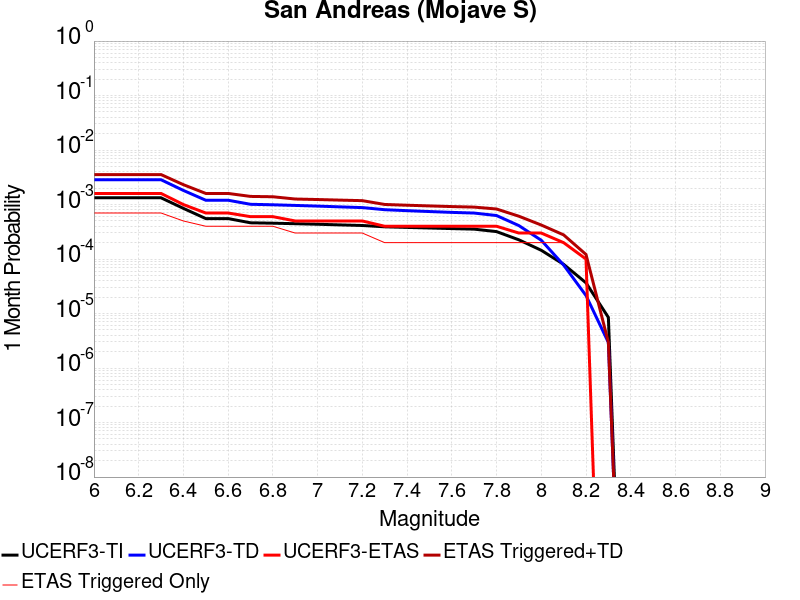 San Andreas (Mojave S)
10^0
10^-1
10^-2
10^-3
10^-4
10^-5
10^-6
10^-7
10^-8
1 Month Probability
6 6.2 6.4 6.6 6.8 7 7.2 7.4 7.6 7.8 8 8.2 8.4 8.6 8.8 9
Magnitude
UCERF3-TI UCERF3-TD UCERF3-ETAS ETAS Triggered+TD
ETAS Triggered Only